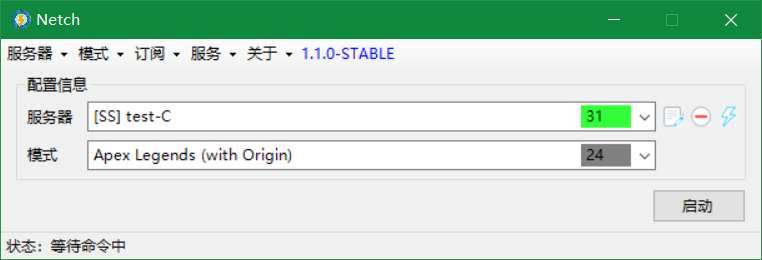 Netch
服务器 模式 订阅 服务 关于 1.1.0-STABLE
配置信息
服务器 [SS] test-C 31
模式 Apex Legends (with Origin) 24
启动
状态：等待命令中